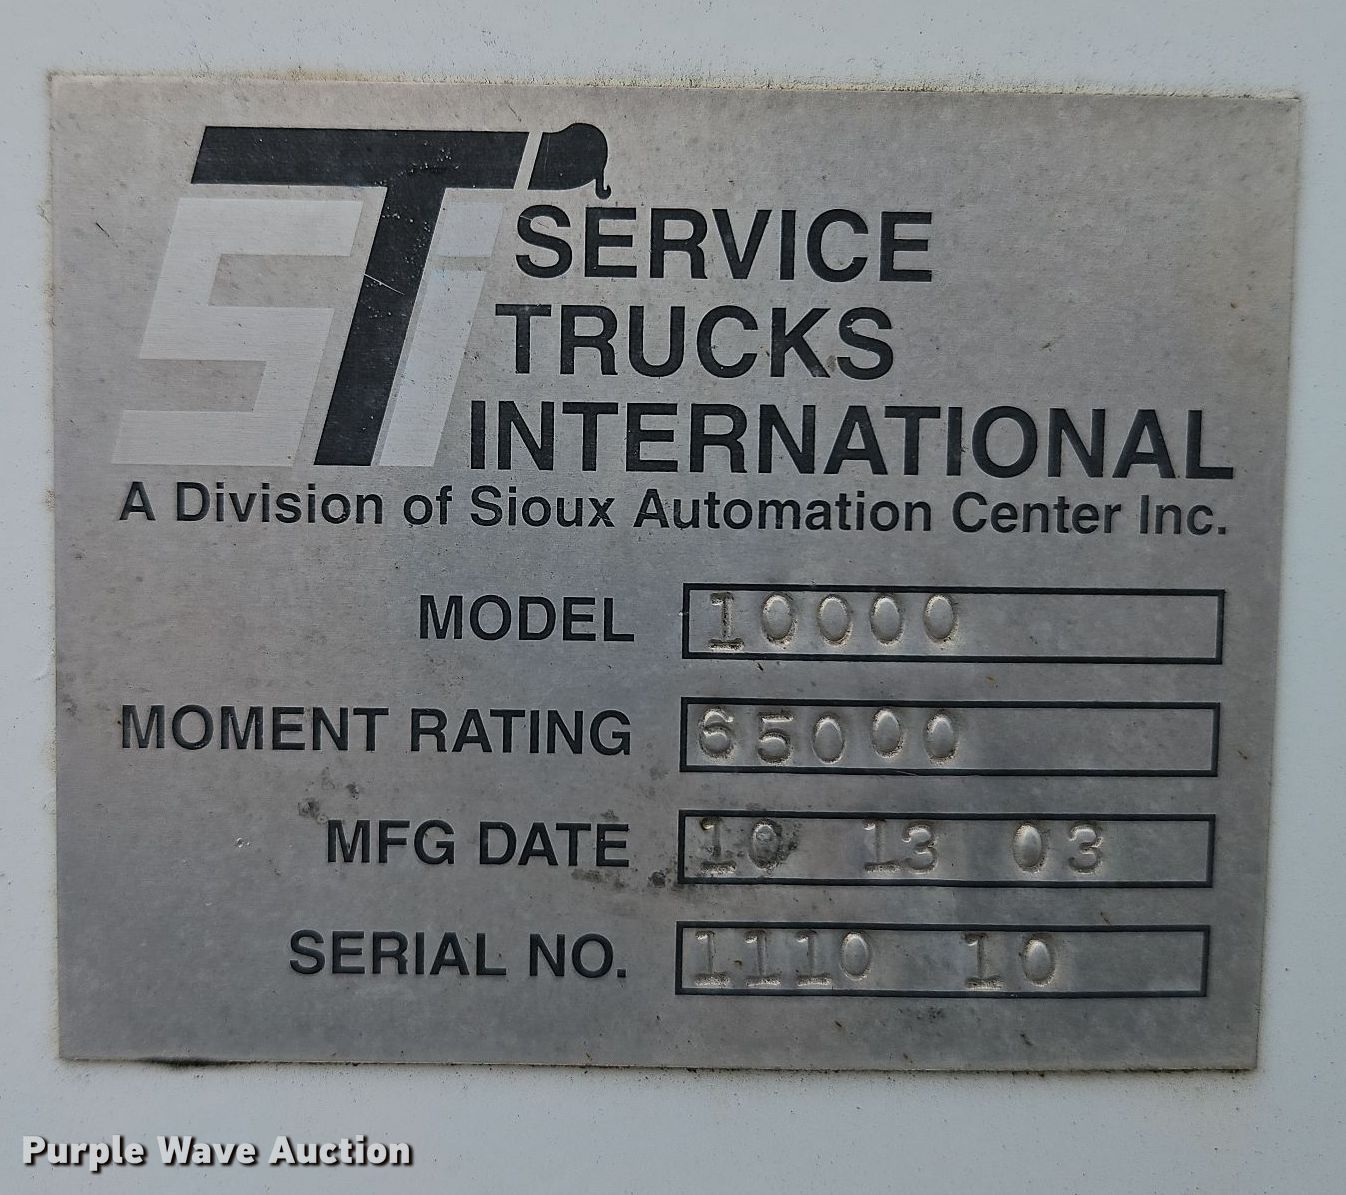 STi
SERVICE
TRUCKS
INTERNATIONAL
A Division of Sioux Automation Center Inc.
MODEL 10000
MOMENT RATING 65000
MFG DATE 10 13 03
SERIAL NO. 1110 10
Purple Wave Auction